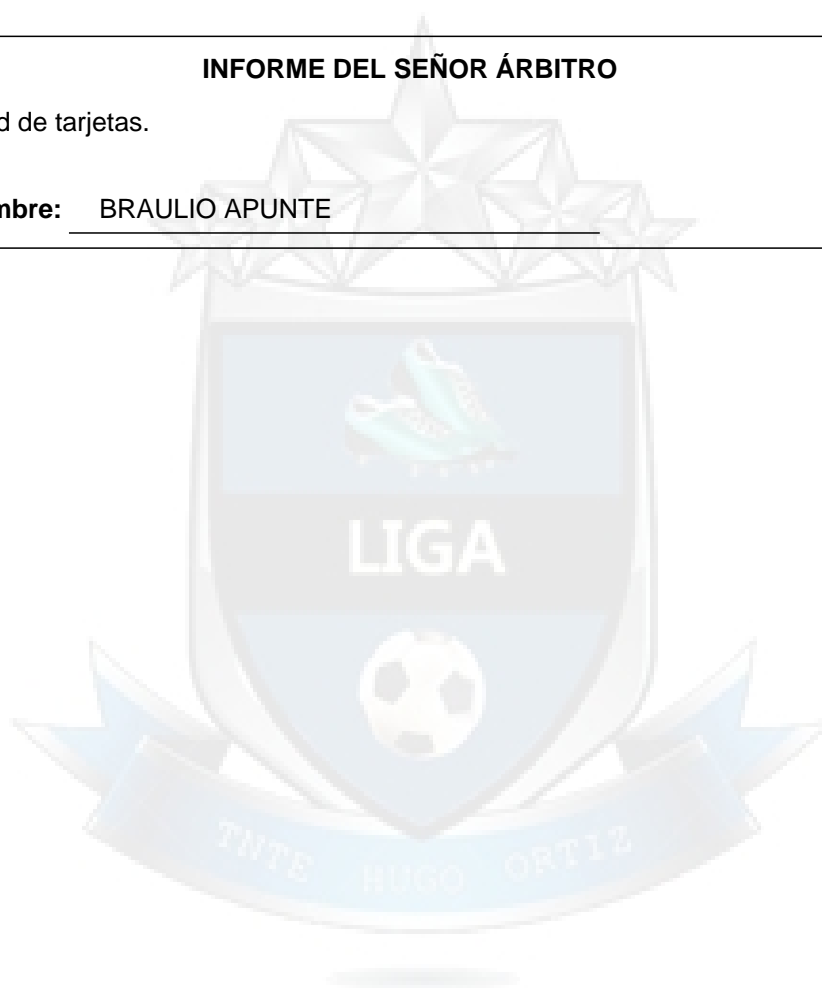 INFORME DEL SEÑOR ÁRBITRO
d de tarjetas.
mbre: BRAULIO APUNTE
LIGA
TNTE HUGO ORTIZ